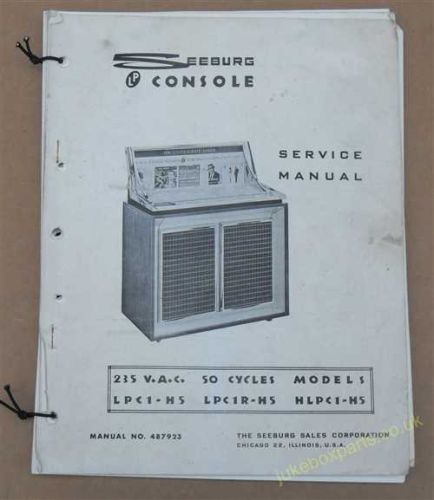 SEEBURG
LP CONSOLE
SERVICE
MANUAL
235 V.A.C. 50 CYCLES MODELS
LPC1-H5 LPC1R-H5 HLPC1-H5
MANUAL NO. 487923
THE SEEBURG SALES CORPORATION
CHICAGO 22, ILLINOIS, U.S.A.
jukeboxparts.co.uk